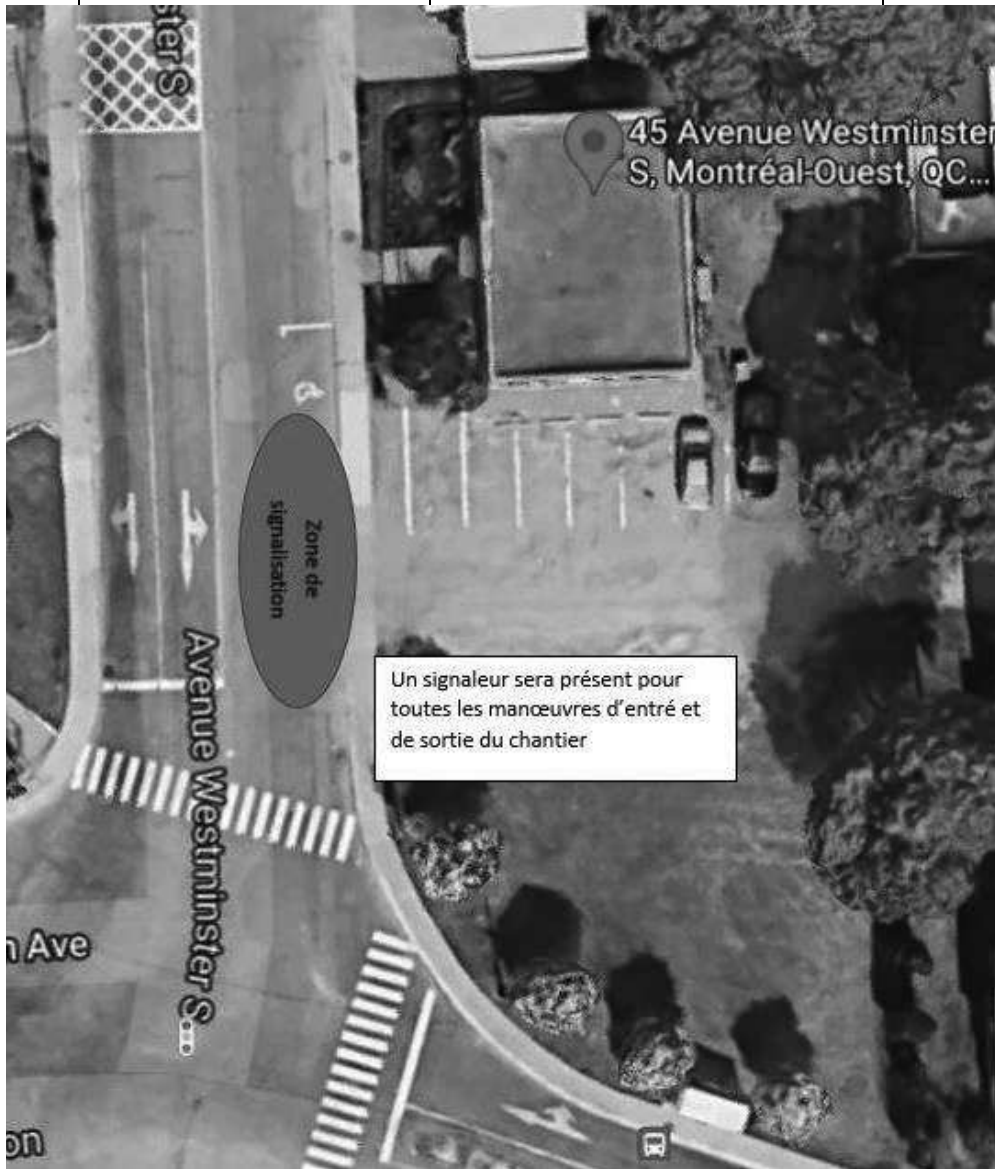 ster S
45 Avenue Westminster
S, Montréal-Ouest, QC...
Zone de
signalisation
Un signaleur sera présent pour
toutes les manœuvres d'entré et
de sortie du chantier
Avenue Westminster S
n Ave
on